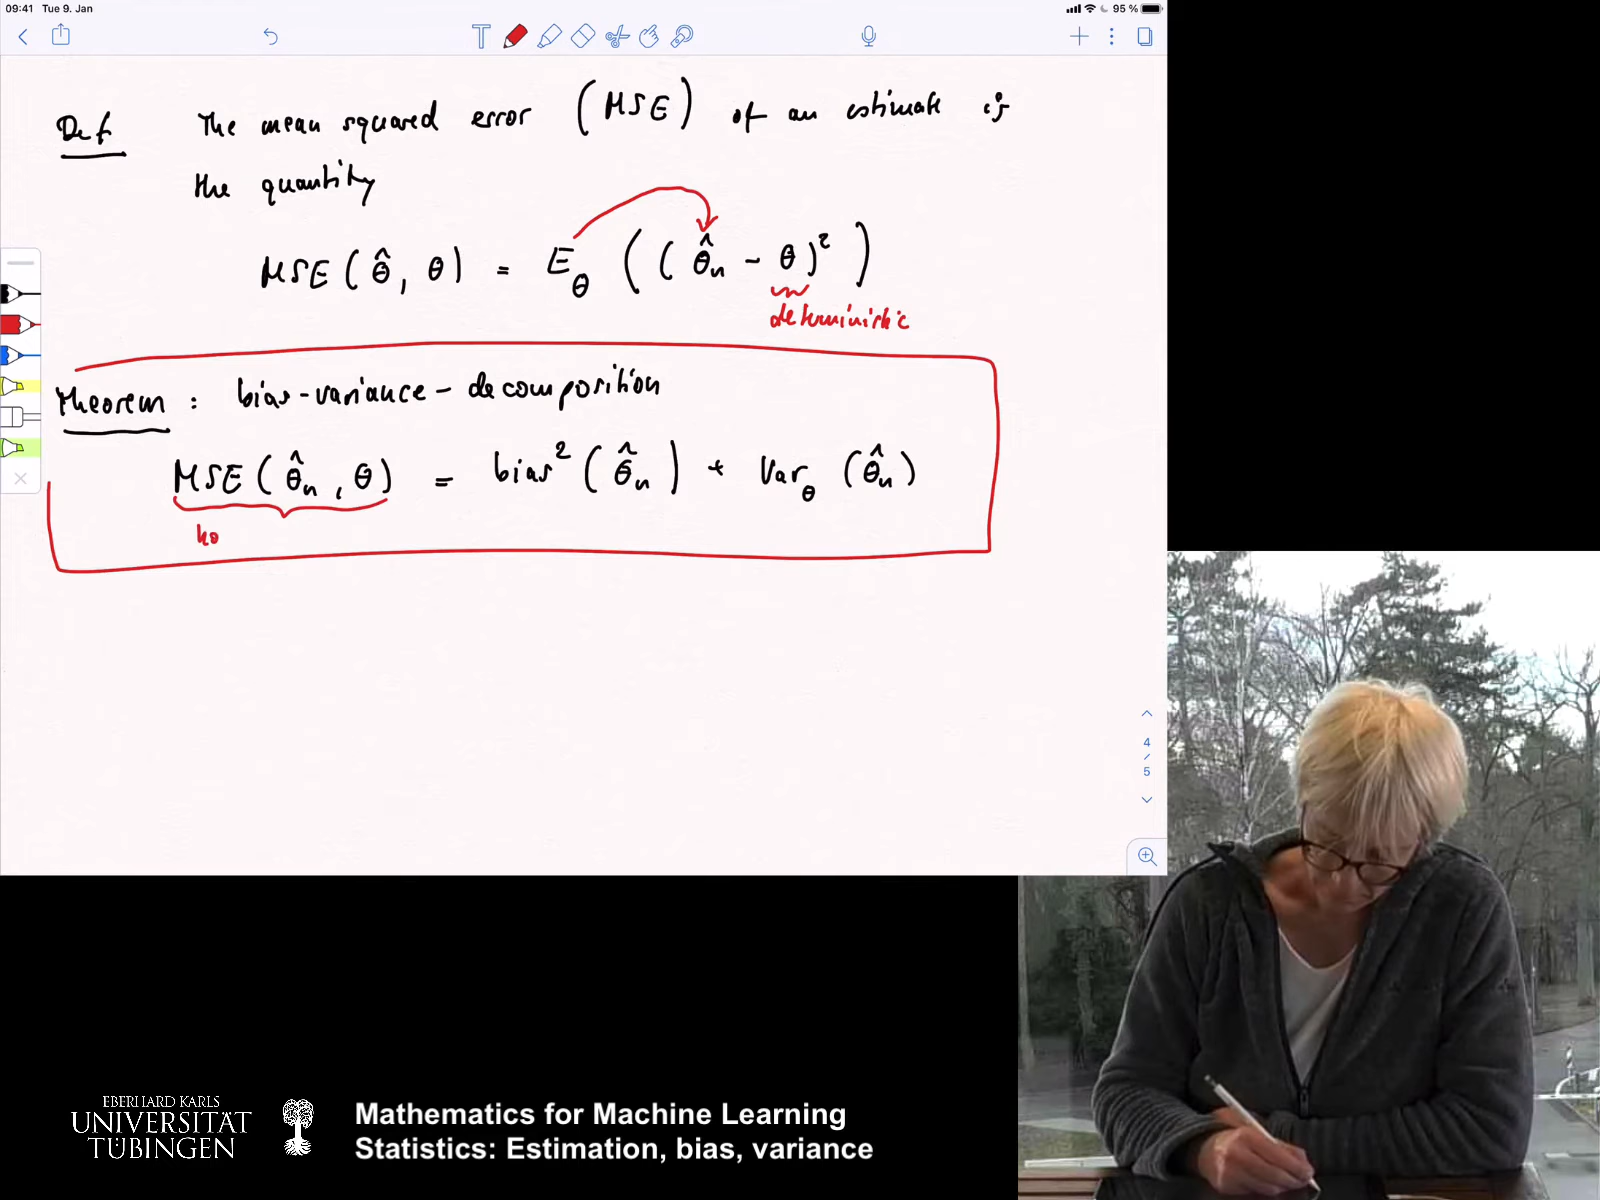 09:41 Tue 9. Jan
95 %
Def The mean squared error (MSE) of an estimate is
the quantity
MSE(θ̂, θ) = E_θ ((θ̂_n - θ)²)
deterministic
Theorem: bias-variance-decomposition
MSE(θ̂_n, θ) = bias²(θ̂_n) + Var_θ(θ̂_n)
ho
4
/
5
EBERHARD KARLS
UNIVERSITÄT
TÜBINGEN
Mathematics for Machine Learning
Statistics: Estimation, bias, variance